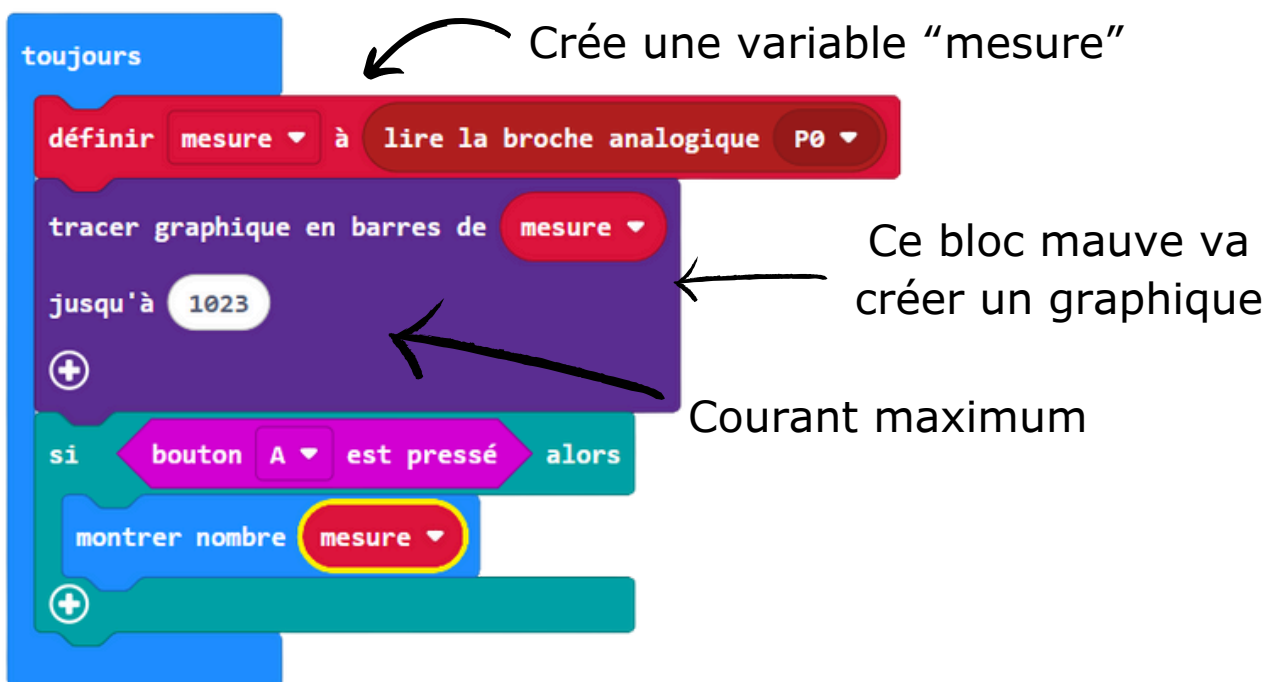 Crée une variable “mesure”
toujours
définir mesure à lire la broche analogique P0
tracer graphique en barres de mesure
jusqu'à 1023
Ce bloc mauve va
créer un graphique
Courant maximum
si bouton A est pressé alors
montrer nombre mesure